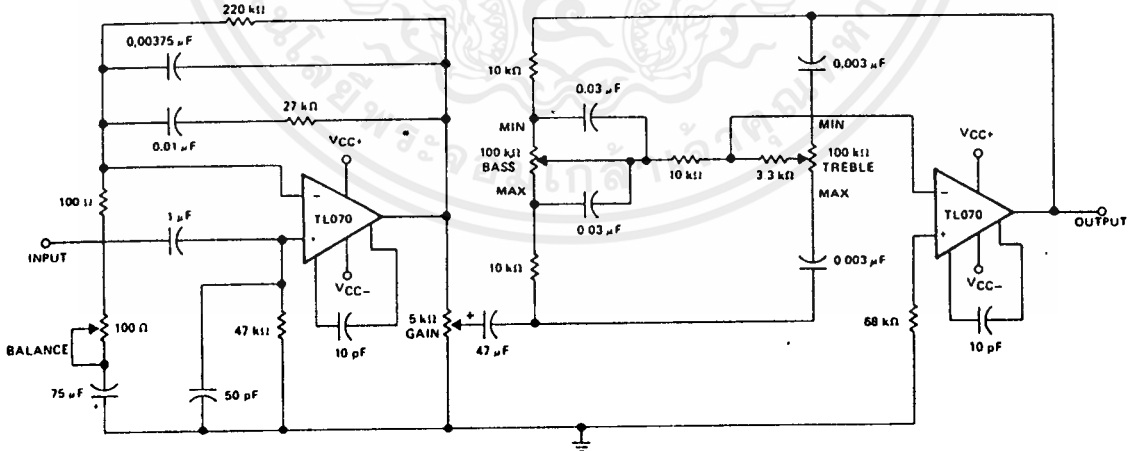 220 kΩ
0,00375 μF
27 kΩ
0.01 μF
VCC+
100 Ω
1 μF
TL070
INPUT
VCC–
100 Ω
BALANCE
47 kΩ
10 pF
5 kΩ
GAIN
+
47 μF
75 μF
+
50 pF
10 kΩ
0,003 μF
0.03 μF
MIN
MIN
100 kΩ
BASS
10 kΩ
3.3 kΩ
100 kΩ
TREBLE
MAX
MAX
0.03 μF
10 kΩ
0 003 μF
VCC+
TL070
OUTPUT
VCC–
68 kΩ
10 pF